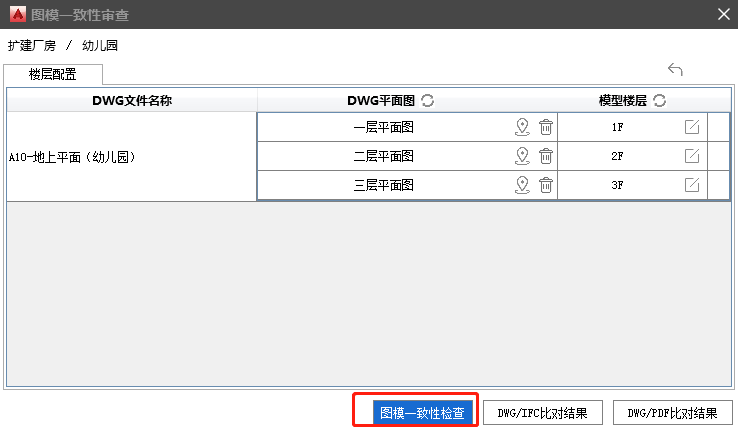 图模一致性审查
扩建厂房 / 幼儿园
楼层配置
DWG文件名称 DWG平面图 模型楼层
一层平面图 1F
A10-地上平面（幼儿园） 二层平面图 2F
三层平面图 3F
图模一致性检查 DWG/IFC比对结果 DWG/PDF比对结果